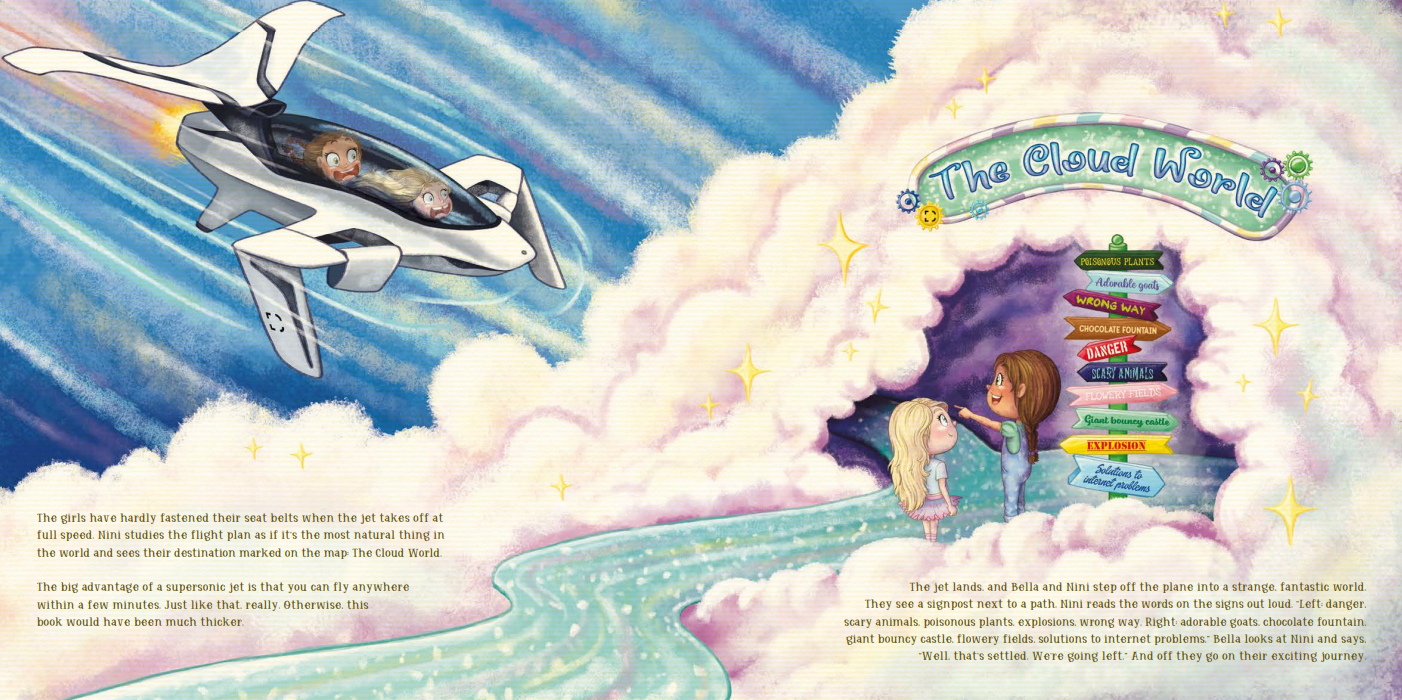 The girls have hardly fastened their seat belts when the jet takes off at
full speed. Nini studies the flight plan as if it's the most natural thing in
the world and sees their destination marked on the map: The Cloud World.
The big advantage of a supersonic jet is that you can fly anywhere
within a few minutes. Just like that, really. Otherwise, this
book would have been much thicker.
The Cloud World
POISONOUS PLANTS
Adorable goats
WRONG WAY
CHOCOLATE FOUNTAIN
DANGER
SCARY ANIMALS
FLOWERY FIELDS
Giant bouncy castle
EXPLOSION
Solutions to
internet problems
The jet lands, and Bella and Nini step off the plane into a strange, fantastic world.
They see a signpost next to a path. Nini reads the words on the signs out loud. "Left: danger,
scary animals, poisonous plants, explosions, wrong way. Right: adorable goats, chocolate fountain,
giant bouncy castle, flowery fields, solutions to internet problems." Bella looks at Nini and says,
"Well, that's settled. We're going left." And off they go on their exciting journey.